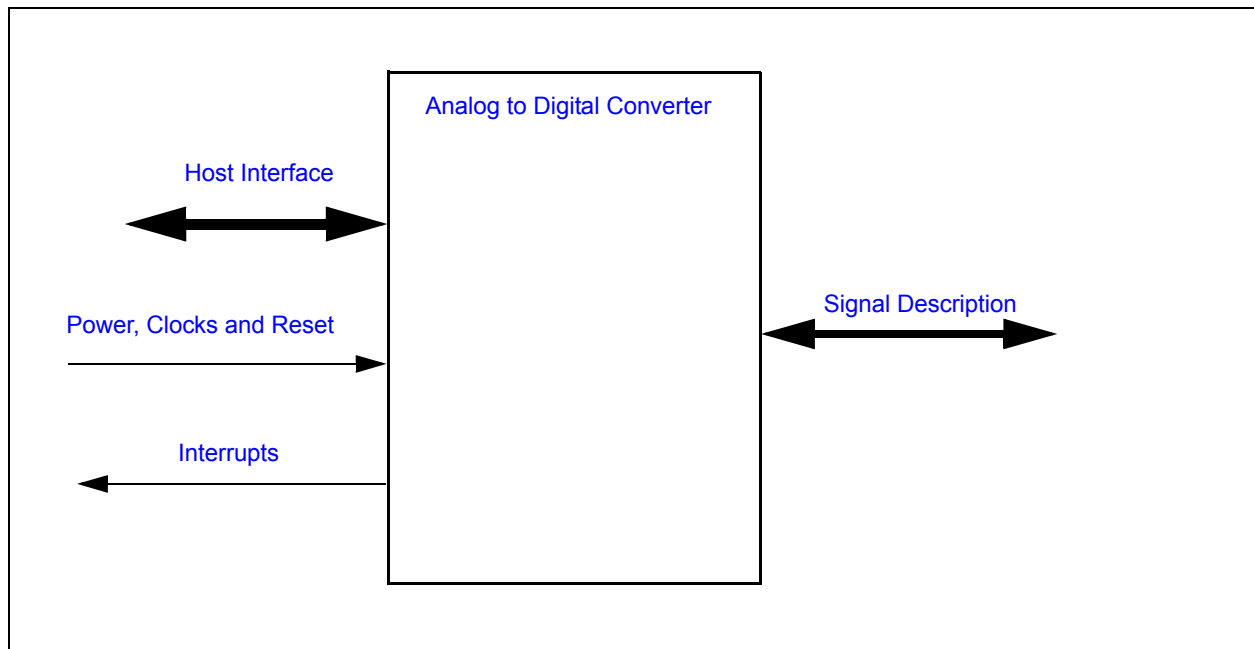 Analog to Digital Converter
Host Interface
Signal Description
Power, Clocks and Reset
Interrupts